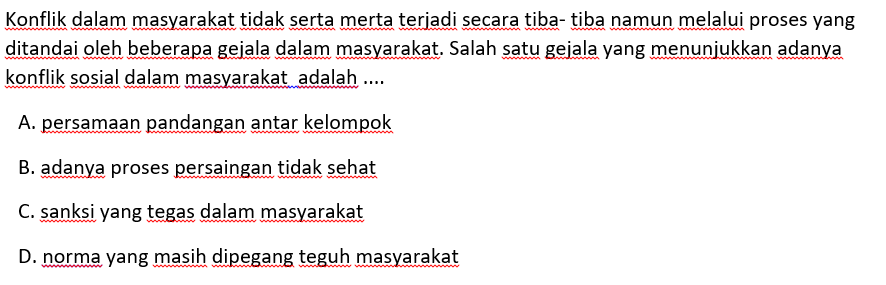 Konflik dalam masyarakat tidak serta merta terjadi secara tiba- tiba namun melalui proses yang
ditandai oleh beberapa gejala dalam masyarakat. Salah satu gejala yang menunjukkan adanya
konflik sosial dalam masyarakat  adalah ....
A. persamaan pandangan antar kelompok
B. adanya proses persaingan tidak sehat
C. sanksi yang tegas dalam masyarakat
D. norma yang masih dipegang teguh masyarakat